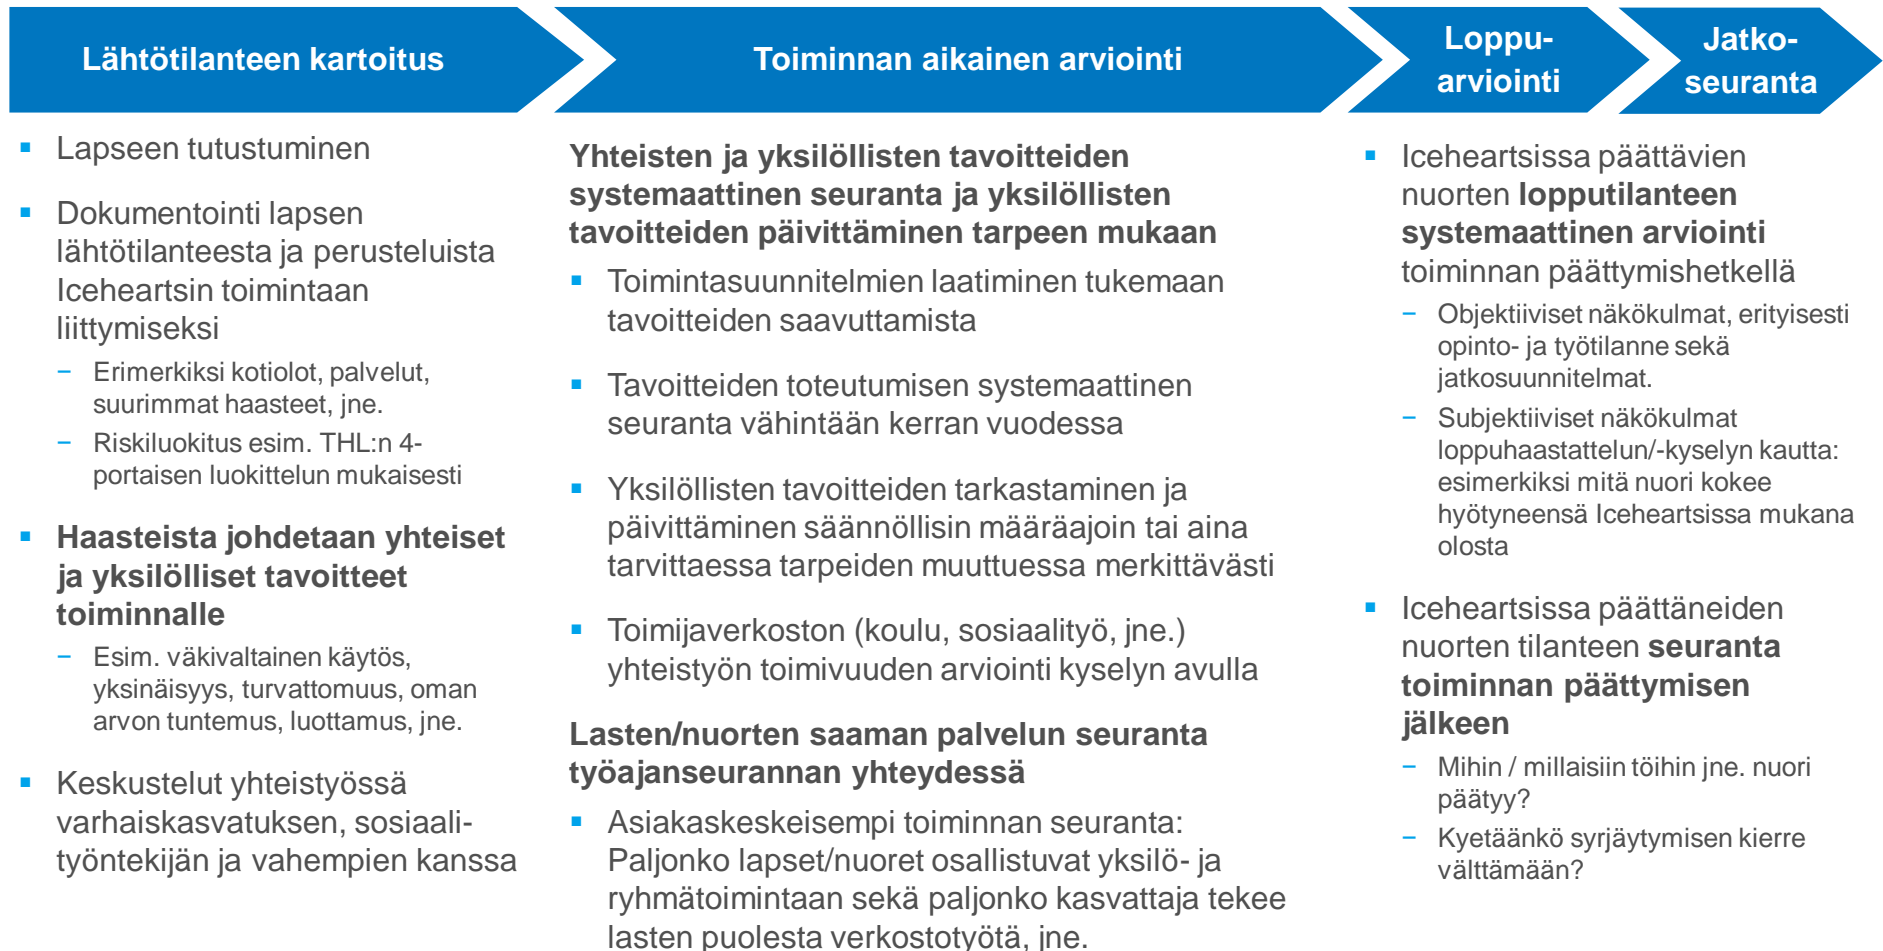 Lähtötilanteen kartoitus
Toiminnan aikainen arviointi
Loppu-
arviointi
Jatko-
seuranta
▪ Lapseen tutustuminen
▪ Dokumentointi lapsen
lähtötilanteesta ja perusteluista
Iceheartsin toimintaan
liittymiseksi
− Erimerkiksi kotiolot, palvelut,
suurimmat haasteet, jne.
− Riskiluokitus esim. THL:n 4-
portaisen luokittelun mukaisesti
▪ Haasteista johdetaan yhteiset
ja yksilölliset tavoitteet
toiminnalle
− Esim. väkivaltainen käytös,
yksinäisyys, turvattomuus, oman
arvon tuntemus, luottamus, jne.
▪ Keskustelut yhteistyössä
varhaiskasvatuksen, sosiaali-
työntekijän ja vahempien kanssa
Yhteisten ja yksilöllisten tavoitteiden
systemaattinen seuranta ja yksilöllisten
tavoitteiden päivittäminen tarpeen mukaan
▪ Toimintasuunnitelmien laatiminen tukemaan
tavoitteiden saavuttamista
▪ Tavoitteiden toteutumisen systemaattinen
seuranta vähintään kerran vuodessa
▪ Yksilöllisten tavoitteiden tarkastaminen ja
päivittäminen säännöllisin määräajoin tai aina
tarvittaessa tarpeiden muuttuessa merkittävästi
▪ Toimijaverkoston (koulu, sosiaalityö, jne.)
yhteistyön toimivuuden arviointi kyselyn avulla
Lasten/nuorten saaman palvelun seuranta
työajanseurannan yhteydessä
▪ Asiakaskeskeisempi toiminnan seuranta:
Paljonko lapset/nuoret osallistuvat yksilö- ja
ryhmätoimintaan sekä paljonko kasvattaja tekee
lasten puolesta verkostotyötä, jne.
▪ Iceheartsissa päättävien
nuorten lopputilanteen
systemaattinen arviointi
toiminnan päättymishetkellä
− Objektiiviset näkökulmat, erityisesti
opinto- ja työtilanne sekä
jatkosuunnitelmat.
− Subjektiiviset näkökulmat
loppuhaastattelun/-kyselyn kautta:
esimerkiksi mitä nuori kokee
hyötyneensä Iceheartsissa mukana
olosta
▪ Iceheartsissa päättäneiden
nuorten tilanteen seuranta
toiminnan päättymisen
jälkeen
− Mihin / millaisiin töihin jne. nuori
päätyy?
− Kyetäänkö syrjäytymisen kierre
välttämään?